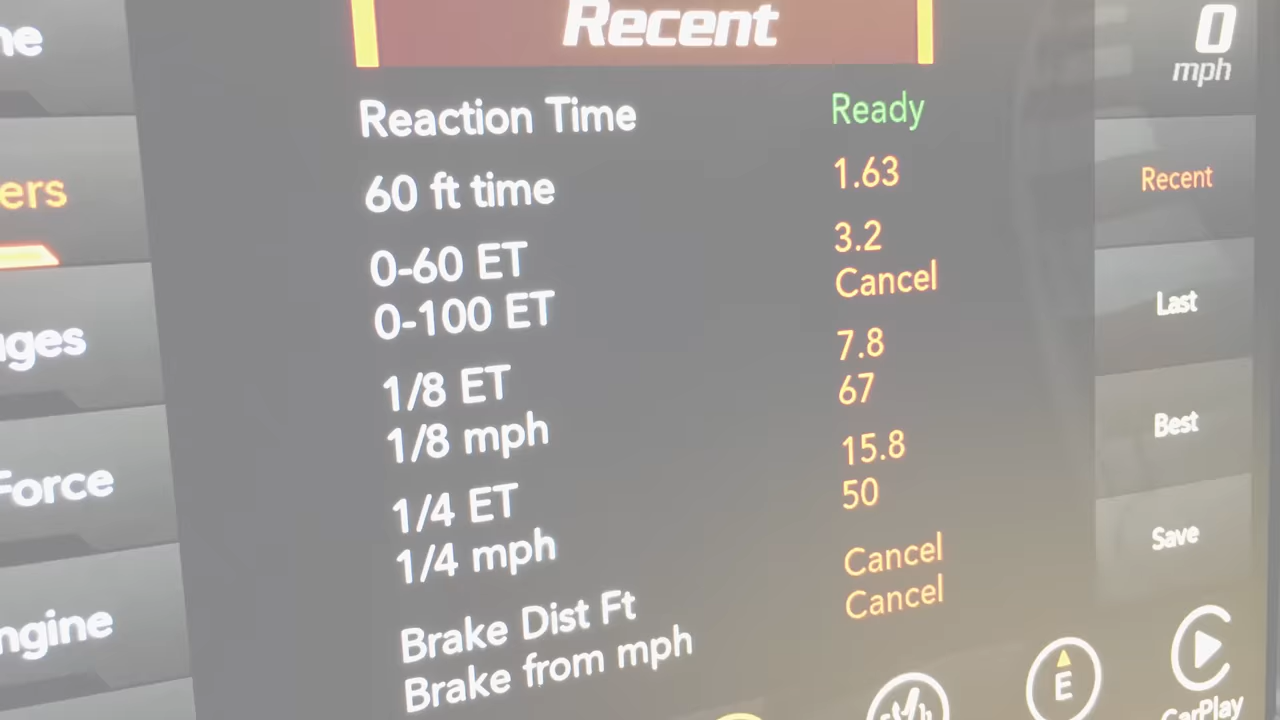 Recent
0
mph
Reaction Time Ready
60 ft time 1.63
0-60 ET 3.2
0-100 ET Cancel
1/8 ET 7.8
1/8 mph 67
1/4 ET 15.8
1/4 mph 50
Brake Dist Ft Cancel
Brake from mph Cancel
ne
ers
ges
Force
ngine
Recent
Last
Best
Save
E
CarPlay